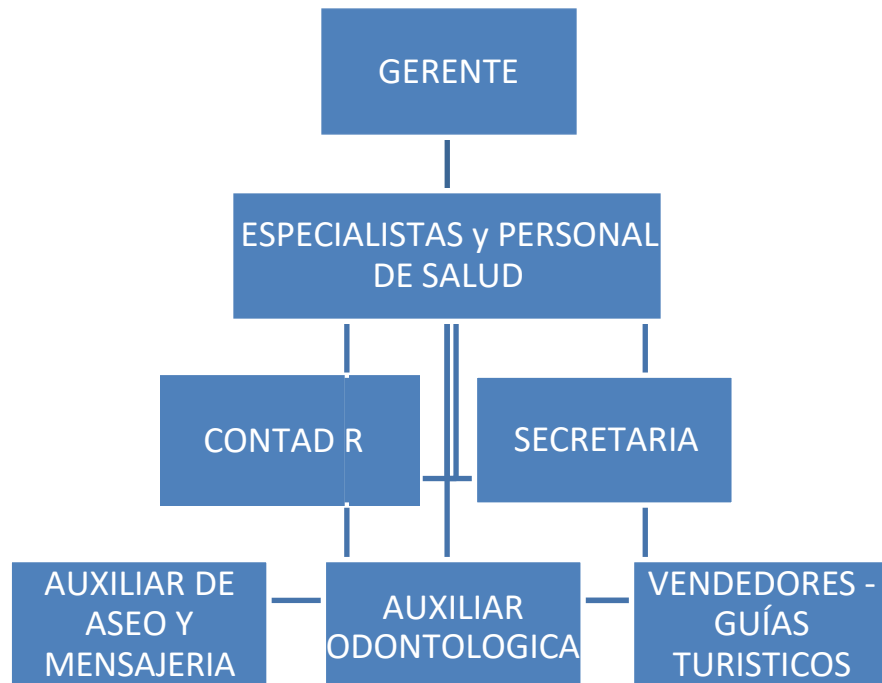 GERENTE
ESPECIALISTAS y PERSONAL
DE SALUD
CONTAD R
SECRETARIA
AUXILIAR DE
ASEO Y
MENSAJERIA
AUXILIAR
ODONTOLOGICA
VENDEDORES -
GUÍAS
TURISTICOS